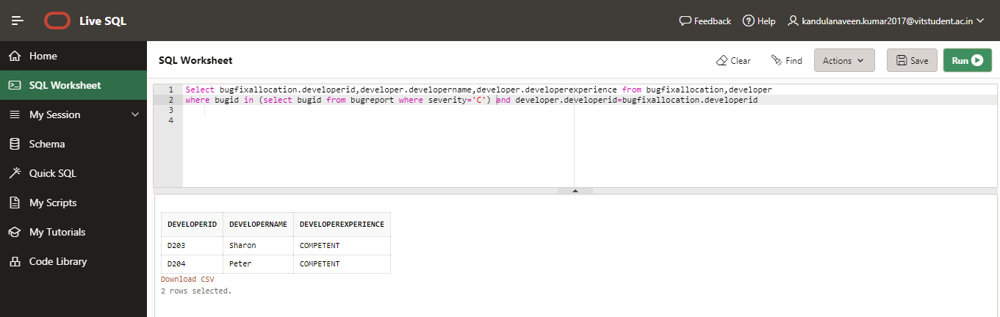 Live SQL
Feedback
Help
kandulanaveen.kumar2017@vitstudent.ac.in
Home
SQL Worksheet
My Session
Schema
Quick SQL
My Scripts
My Tutorials
Code Library
SQL Worksheet
Clear
Find
Actions
Save
Run
1 Select bugfixallocation.developerid,developer.developername,developer.developerexperience from bugfixallocation,developer
2 where bugid in (select bugid from bugreport where severity='C') and developer.developerid=bugfixallocation.developerid
3
4
DEVELOPERID DEVELOPERNAME DEVELOPEREXPERIENCE
D203 Sharon COMPETENT
D204 Peter COMPETENT
Download CSV
2 rows selected.